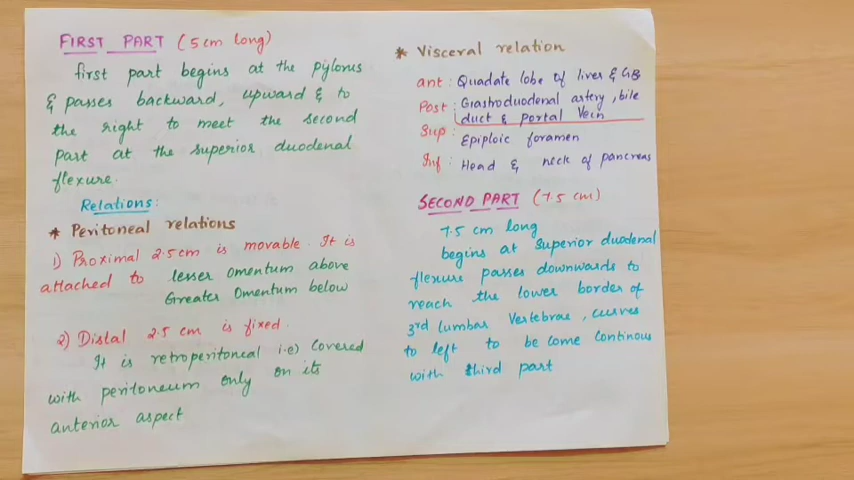 FIRST PART (5 cm long)
first part begins at the pylorus
& passes backward, upward & to
the right to meet the second
part at the superior duodenal
flexure.
Relations:
* Peritoneal relations
1) Proximal 2.5 cm is movable. It is
attached to lesser omentum above
Greater Omentum below
2) Distal 2.5 cm is fixed.
It is retroperitoneal i.e) covered
with peritoneum only on its
anterior aspect
* Visceral relation
ant : Quadate lobe of liver & GB
Post : Grastroduodenal artery, bile
duct & portal Vein
Sup : Epiploic foramen
Inf : Head & neck of pancreas
SECOND PART (7.5 cm)
7.5 cm long
begins at superior duodenal
flexure passes downwards to
reach the lower border of
3rd lumbar Vertebrae, curves
to left to be come continous
with third part